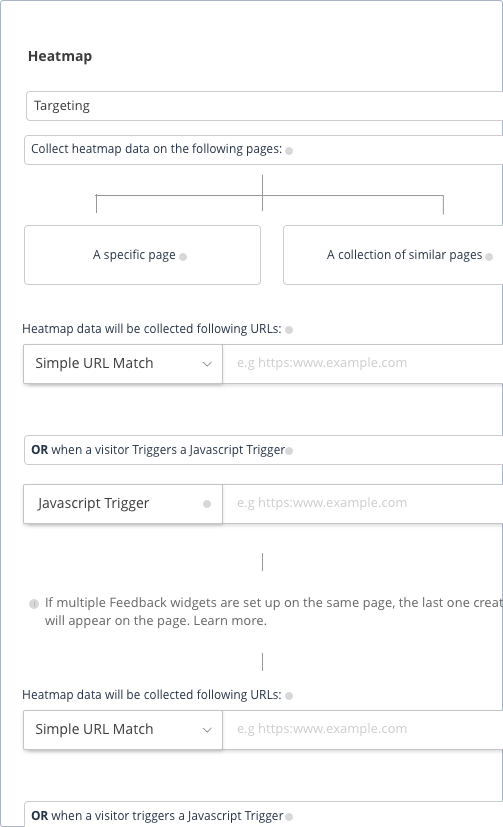 Heatmap
Targeting
Collect heatmap data on the following pages:
A specific page
A collection of similar pages
Heatmap data will be collected following URLs:
Simple URL Match
e.g https:www.example.com
OR when a visitor Triggers a Javascript Trigger
Javascript Trigger
e.g https:www.example.com
If multiple Feedback widgets are set up on the same page, the last one creat
will appear on the page. Learn more.
Heatmap data will be collected following URLs:
Simple URL Match
e.g https:www.example.com
OR when a visitor triggers a Javascript Trigger